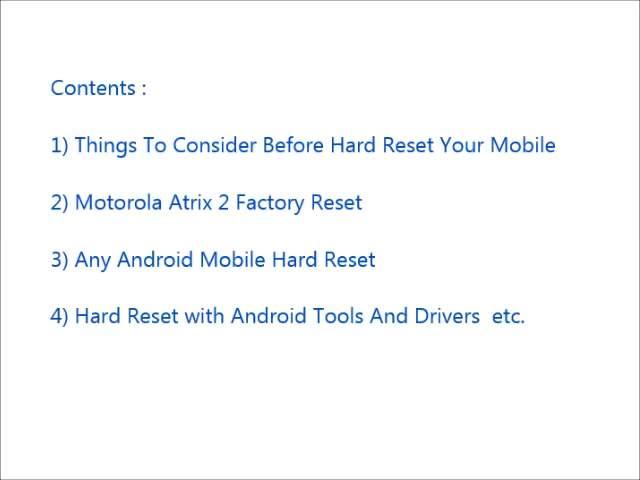 Contents :
1) Things To Consider Before Hard Reset Your Mobile
2) Motorola Atrix 2 Factory Reset
3) Any Android Mobile Hard Reset
4) Hard Reset with Android Tools And Drivers  etc.